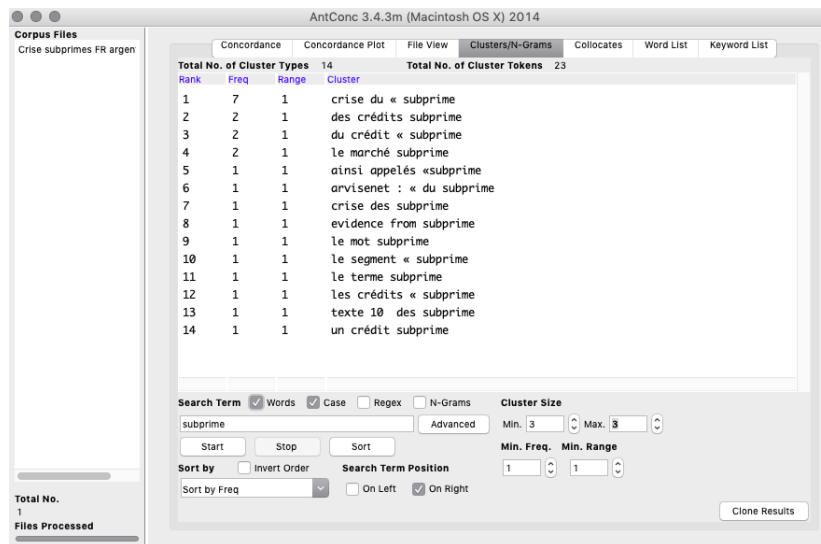 AntConc 3.4.3m (Macintosh OS X) 2014
Corpus Files
Crise subprimes FR argen
Concordance Concordance Plot File View Clusters/N-Grams Collocates Word List Keyword List
Total No. of Cluster Types 14 Total No. of Cluster Tokens 23
Rank Freq Range Cluster
1 7 1 crise du « subprime
2 2 1 des crédits subprime
3 2 1 du crédit « subprime
4 2 1 le marché subprime
5 1 1 ainsi appelés «subprime
6 1 1 arvisenet : « du subprime
7 1 1 crise des subprime
8 1 1 evidence from subprime
9 1 1 le mot subprime
10 1 1 le segment « subprime
11 1 1 le terme subprime
12 1 1 les crédits « subprime
13 1 1 texte 10 des subprime
14 1 1 un crédit subprime
Search Term Words Case Regex N-Grams Cluster Size
subprime Advanced Min. 3 Max. 3
Start Stop Sort Min. Freq. Min. Range
Sort by Invert Order Search Term Position 1 1
Sort by Freq On Left On Right
Total No.
1
Files Processed
Clone Results